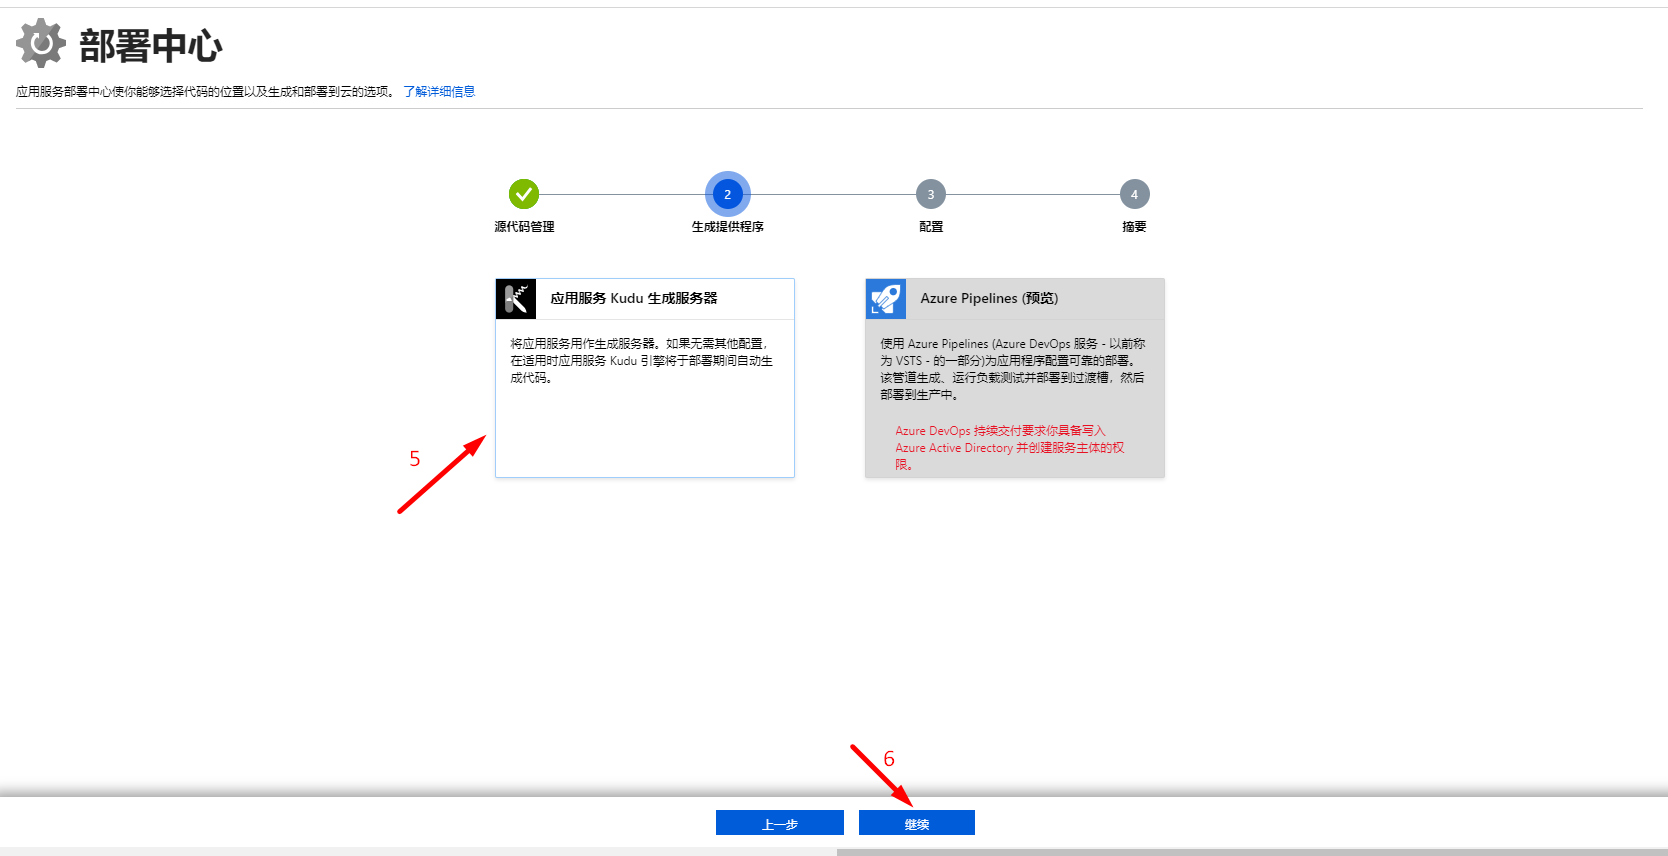 部署中心
应用服务部署中心使你能够选择代码的位置以及生成和部署到云的选项。 了解详细信息
2
3
4
源代码管理
生成提供程序
配置
摘要
应用服务 Kudu 生成服务器
将应用服务用作生成服务器。如果无需其他配置，
在适用时应用服务 Kudu 引擎将于部署期间自动生
成代码。
Azure Pipelines (预览)
使用 Azure Pipelines (Azure DevOps 服务 - 以前称
为 VSTS - 的一部分)为应用程序配置可靠的部署。
该管道生成、运行负载测试并部署到过渡槽，然后
部署到生产中。
Azure DevOps 持续交付要求你具备写入
Azure Active Directory 并创建服务主体的权
限。
5
6
上一步
继续